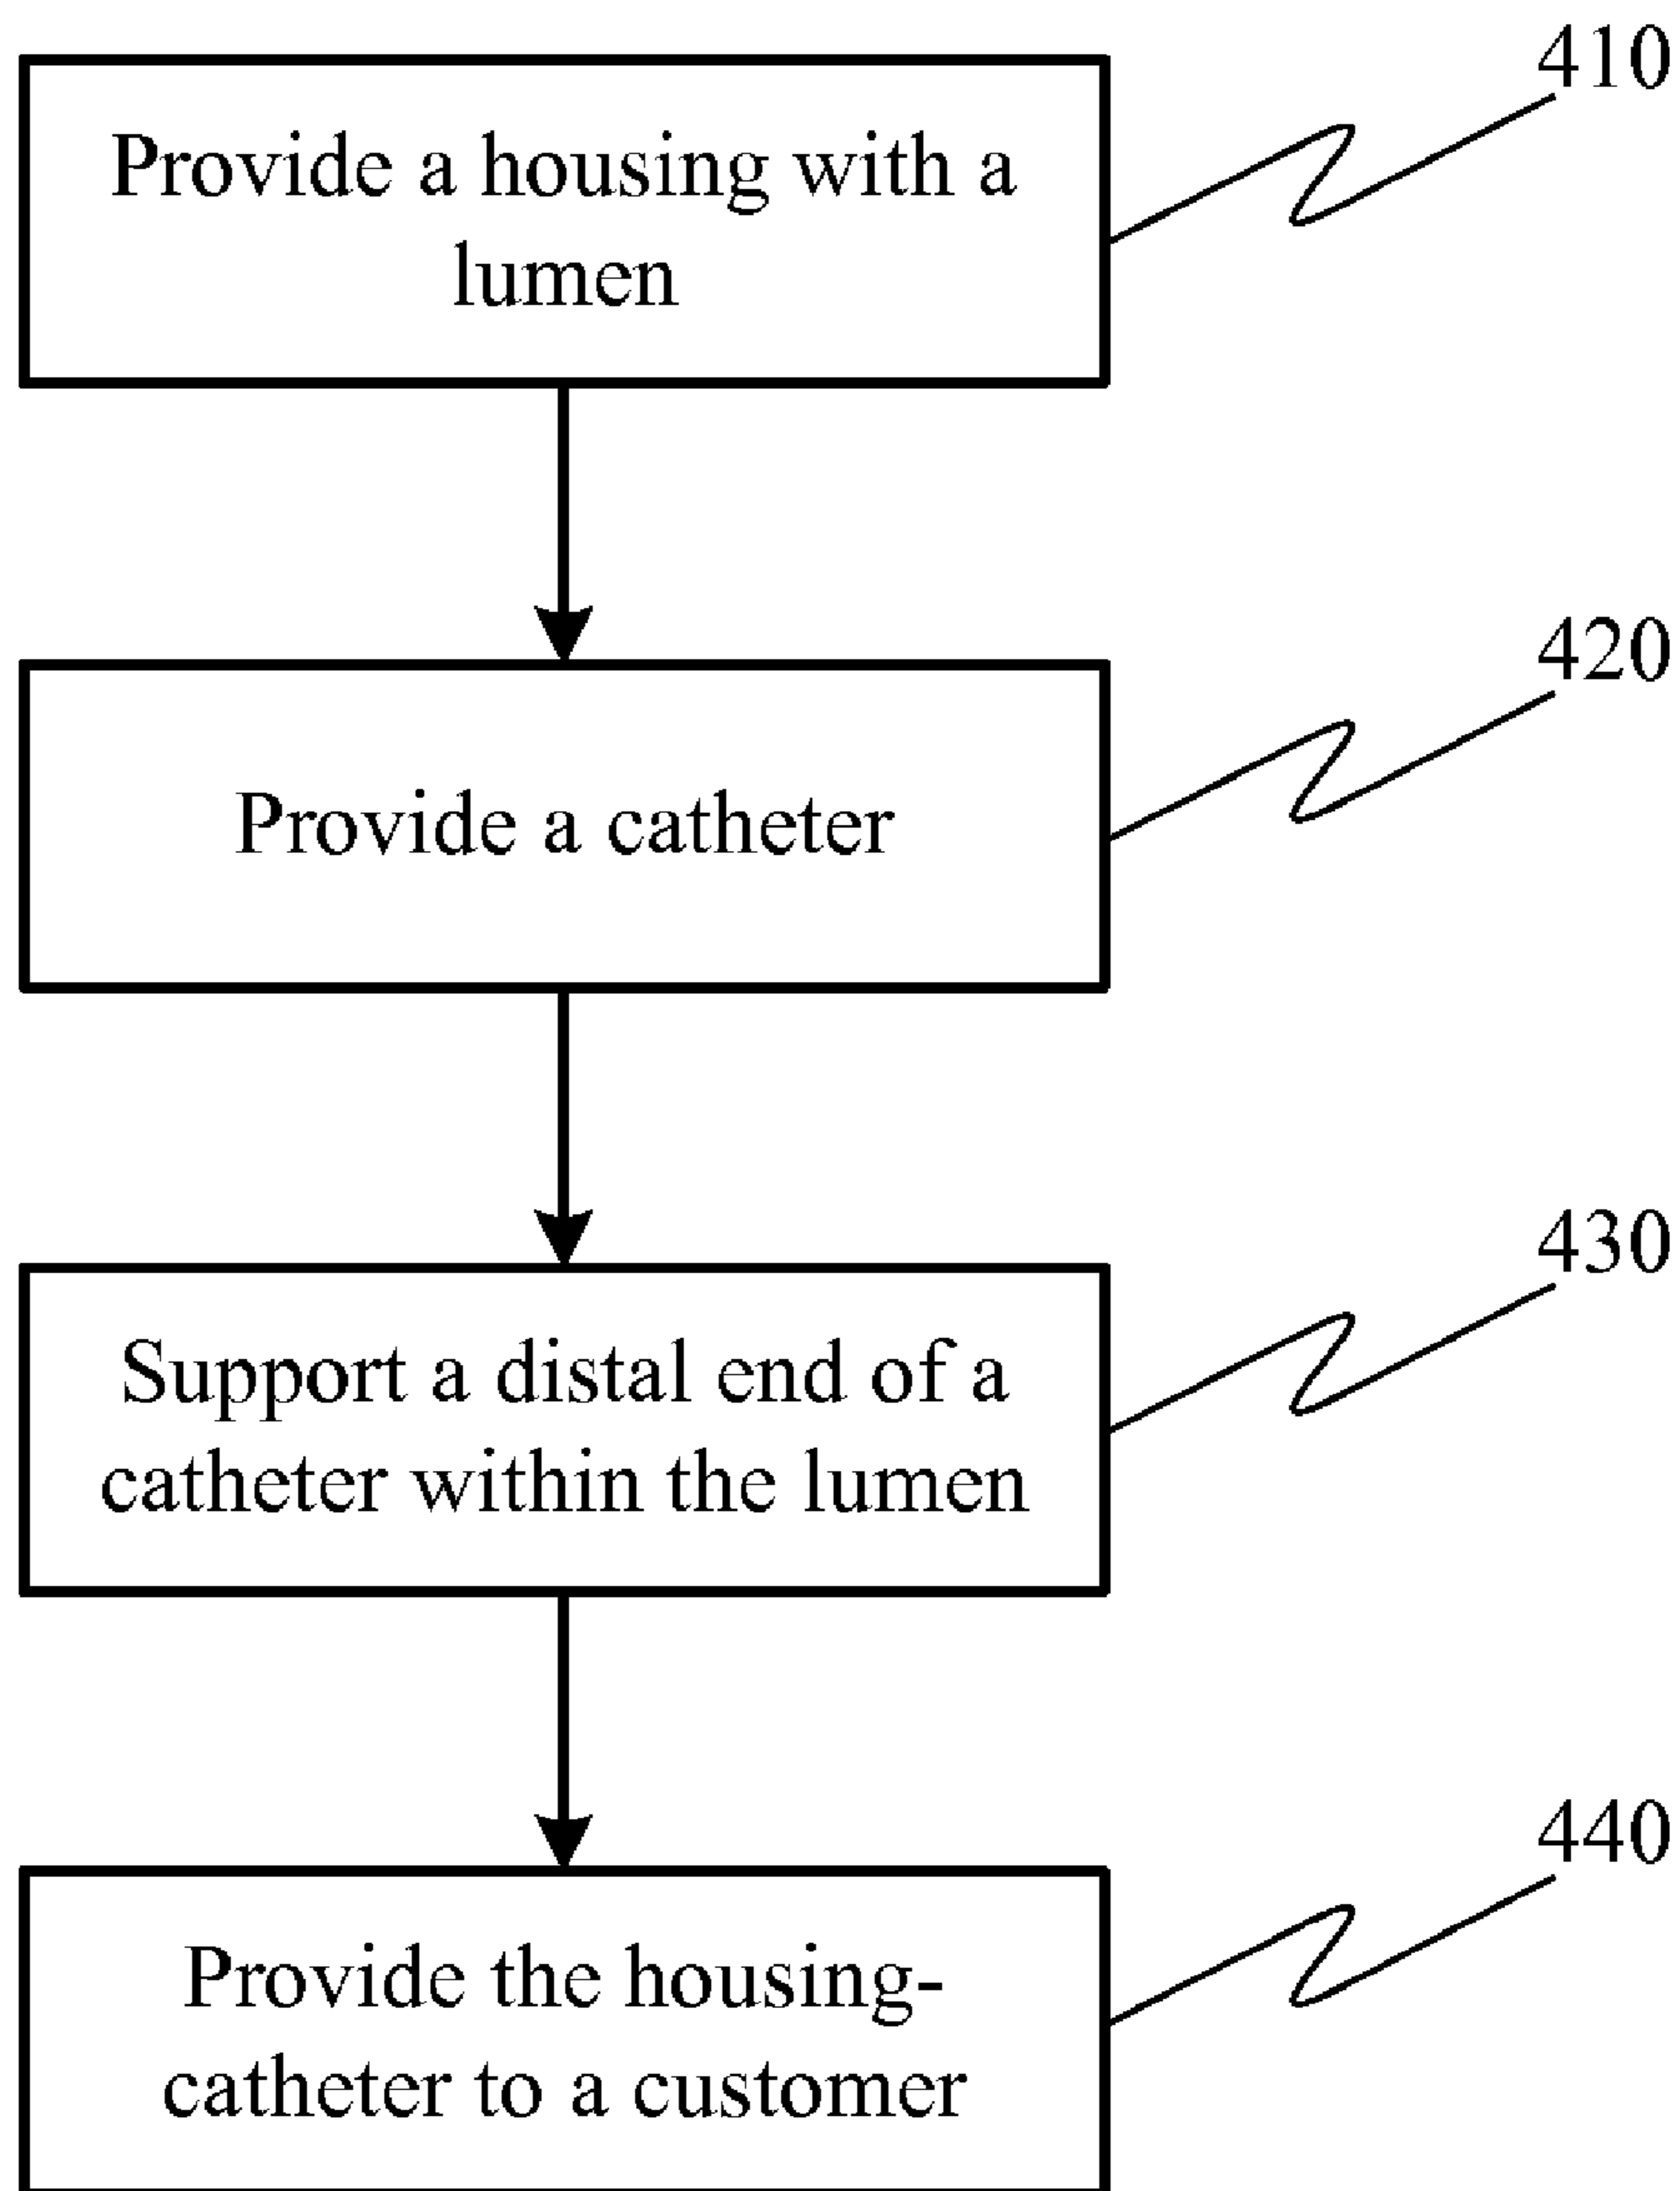 410
Provide a housing with a
lumen
420
Provide a catheter
430
Support a distal end of a
catheter within the lumen
440
Provide the housing-
catheter to a customer